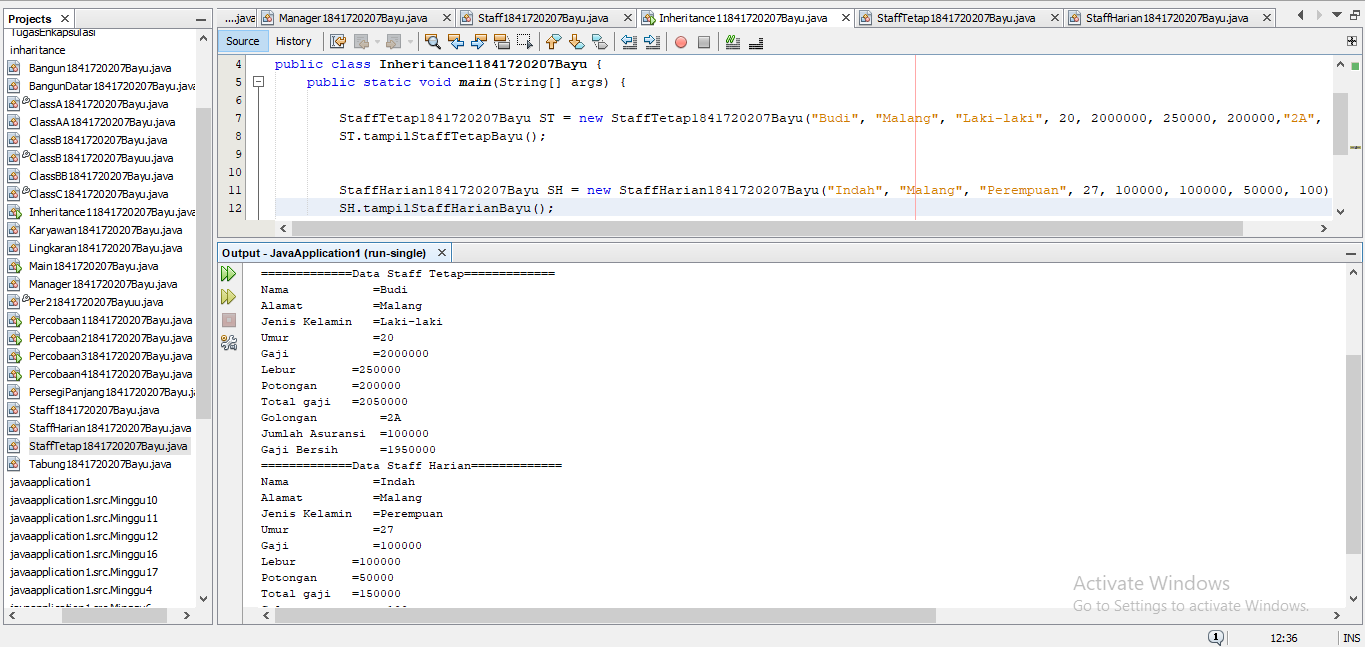 Projects
TugasEnkapsulasi
inharitance
Bangun1841720207Bayu.java
BangunDatar1841720207Bayu.java
ClassA1841720207Bayu.java
ClassAA1841720207Bayu.java
ClassB1841720207Bayu.java
ClassB1841720207Bayuu.java
ClassBB1841720207Bayu.java
ClassC1841720207Bayu.java
Inheritance11841720207Bayu.java
Karyawan1841720207Bayu.java
Lingkaran1841720207Bayu.java
Main1841720207Bayu.java
Manager1841720207Bayu.java
Per21841720207Bayuu.java
Percobaan11841720207Bayu.java
Percobaan21841720207Bayu.java
Percobaan31841720207Bayu.java
Percobaan41841720207Bayu.java
PersegiPanjang1841720207Bayu.j
Staff1841720207Bayu.java
StaffHarian1841720207Bayu.java
StaffTetap1841720207Bayu.java
Tabung1841720207Bayu.java
javaapplication1
javaapplication1.src.Minggu10
javaapplication1.src.Minggu11
javaapplication1.src.Minggu12
javaapplication1.src.Minggu16
javaapplication1.src.Minggu17
javaapplication1.src.Minggu4
...java Manager1841720207Bayu.java Staff1841720207Bayu.java Inheritance11841720207Bayu.java StaffTetap1841720207Bayu.java StaffHarian1841720207Bayu.java
Source History
4 public class Inheritance11841720207Bayu {
5 public static void main(String[] args) {
6
7 StaffTetap1841720207Bayu ST = new StaffTetap1841720207Bayu("Budi", "Malang", "Laki-laki", 20, 2000000, 250000, 200000,"2A",
8 ST.tampilStaffTetapBayu();
9
10
11 StaffHarian1841720207Bayu SH = new StaffHarian1841720207Bayu("Indah", "Malang", "Perempuan", 27, 100000, 100000, 50000, 100)
12 SH.tampilStaffHarianBayu();
Output - JavaApplication1 (run-single)
=============Data Staff Tetap=============
Nama =Budi
Alamat =Malang
Jenis Kelamin =Laki-laki
Umur =20
Gaji =2000000
Lebur =250000
Potongan =200000
Total gaji =2050000
Golongan =2A
Jumlah Asuransi =100000
Gaji Bersih =1950000
=============Data Staff Harian=============
Nama =Indah
Alamat =Malang
Jenis Kelamin =Perempuan
Umur =27
Gaji =100000
Lebur =100000
Potongan =50000
Total gaji =150000
Activate Windows
Go to Settings to activate Windows.
1 12:36 INS